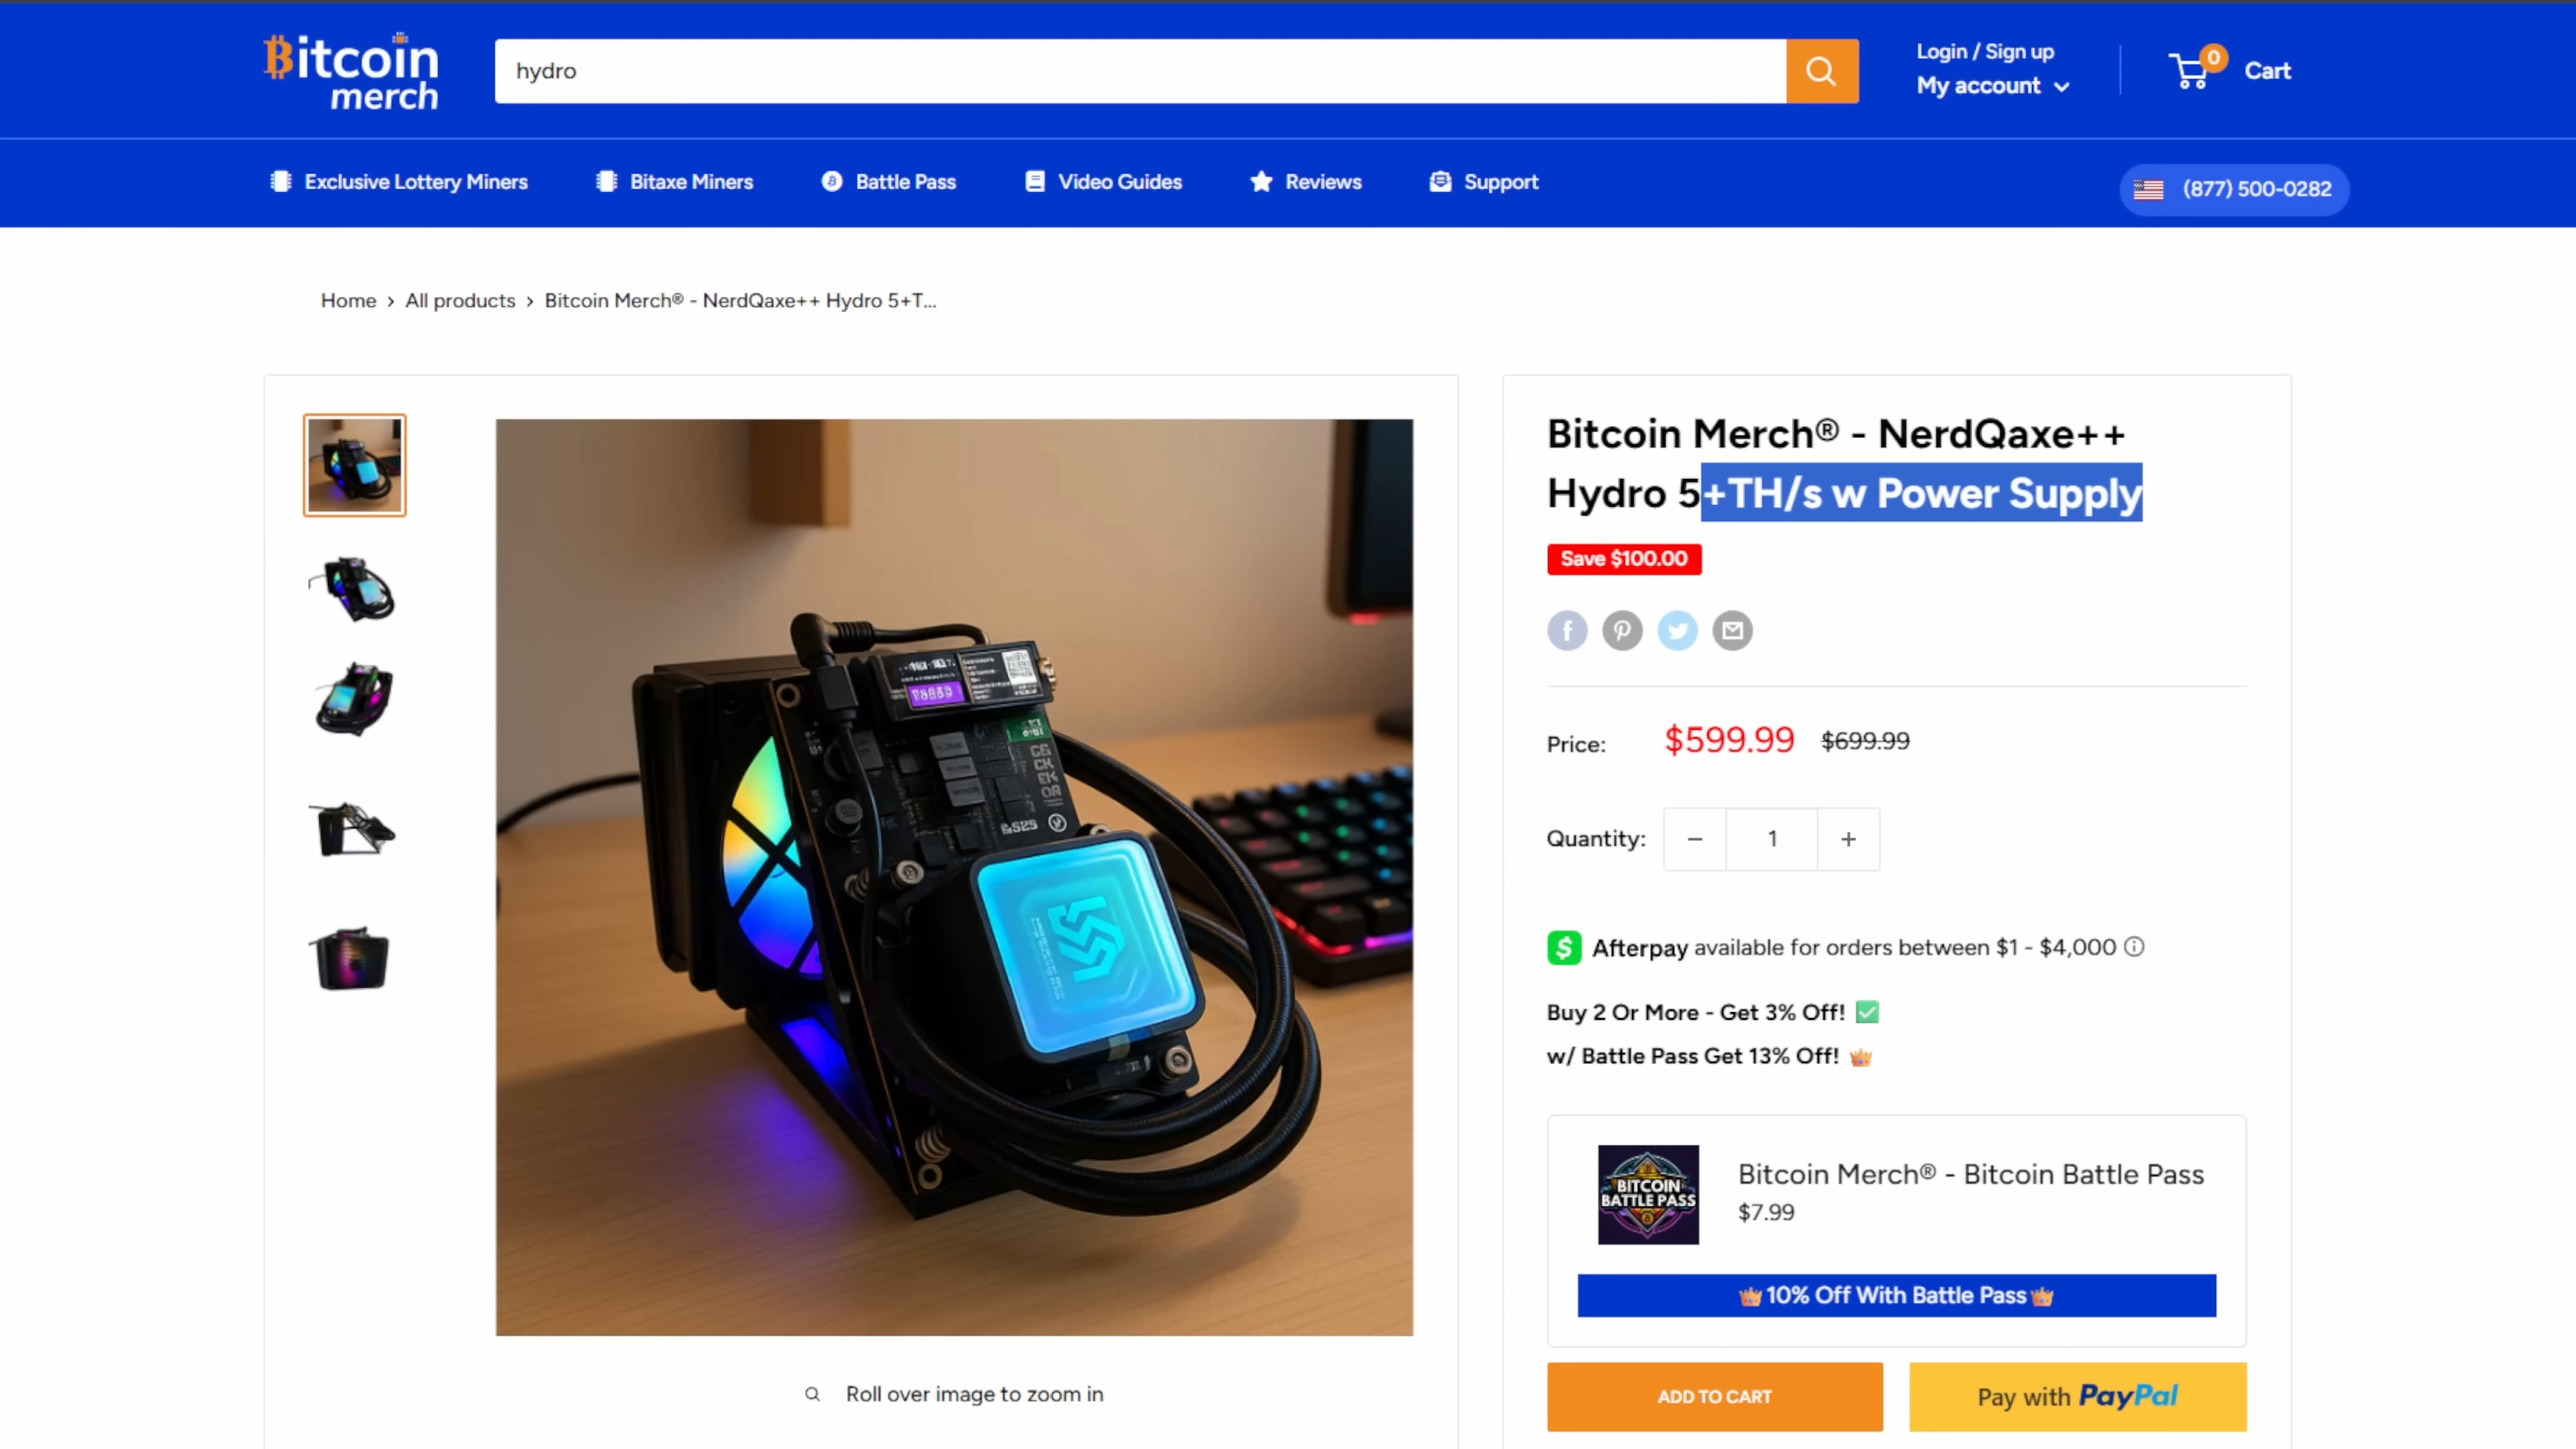 Bitcoin
merch
hydro
Login / Sign up
My account
0
Cart
Exclusive Lottery Miners
Bitaxe Miners
Battle Pass
Video Guides
Reviews
Support
(877) 500-0282
Home › All products › Bitcoin Merch® - NerdQaxe++ Hydro 5+T...
Bitcoin Merch® - NerdQaxe++
Hydro 5+TH/s w Power Supply
Save $100.00
Price: $599.99 $699.99
Quantity: − 1 +
Afterpay available for orders between $1 - $4,000
Buy 2 Or More - Get 3% Off! ✅
w/ Battle Pass Get 13% Off! 👑
BITCOIN
BATTLE PASS
Bitcoin Merch® - Bitcoin Battle Pass
$7.99
👑10% Off With Battle Pass👑
ADD TO CART
Pay with PayPal
Roll over image to zoom in